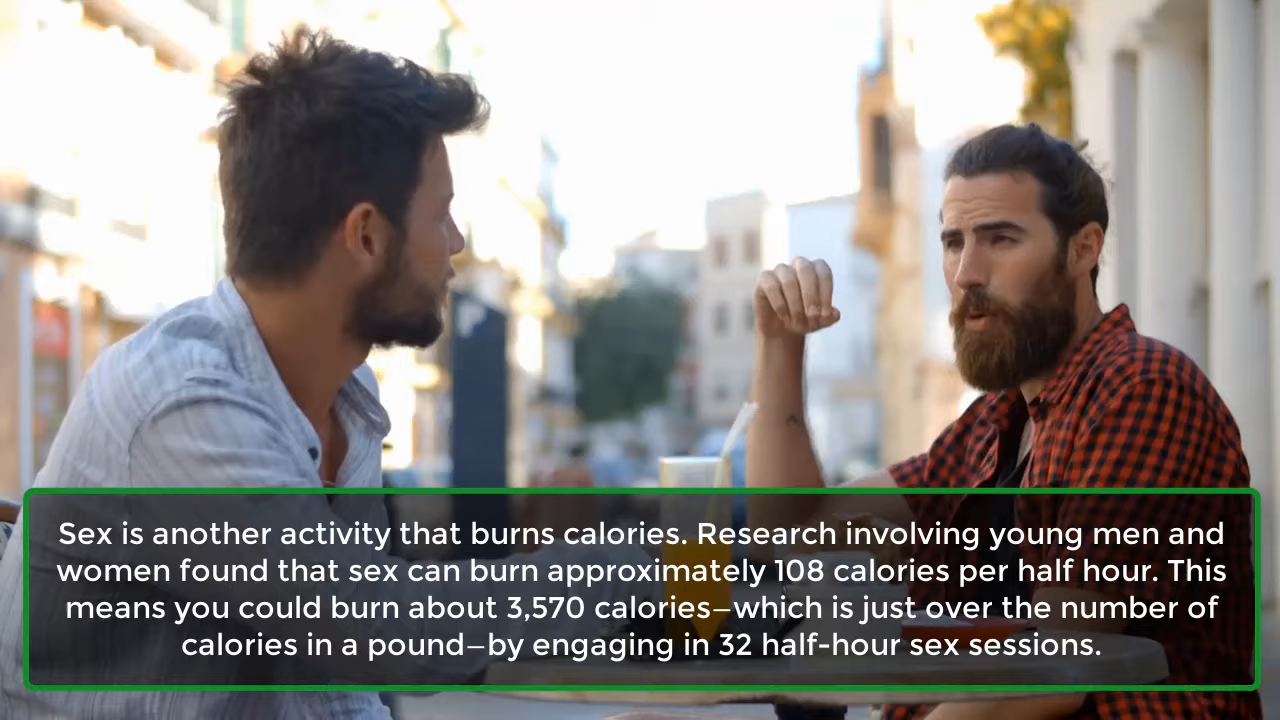 Sex is another activity that burns calories. Research involving young men and
women found that sex can burn approximately 108 calories per half hour. This
means you could burn about 3,570 calories—which is just over the number of
calories in a pound—by engaging in 32 half-hour sex sessions.